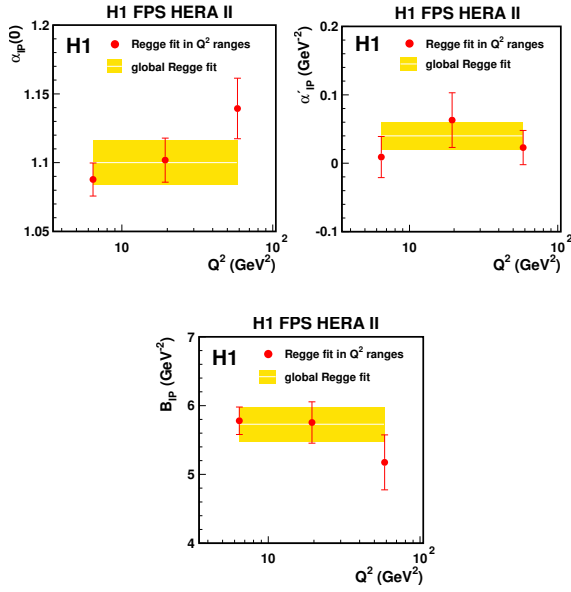 H1 FPS HERA II
α_IP(0)
H1
Regge fit in Q² ranges
global Regge fit
1.2
1.15
1.1
1.05
10
10²
Q² (GeV²)
H1 FPS HERA II
α′_IP (GeV⁻²)
H1
Regge fit in Q² ranges
global Regge fit
0.1
0
-0.1
10
10²
Q² (GeV²)
H1 FPS HERA II
B_IP (GeV⁻²)
H1
Regge fit in Q² ranges
global Regge fit
7
6
5
4
10
10²
Q² (GeV²)